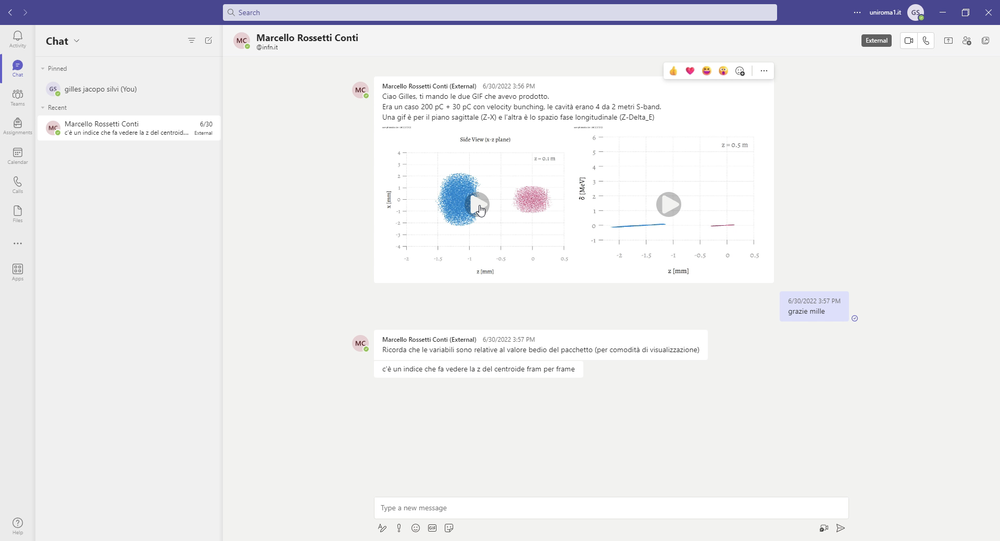 Search
uniroma1.it
GS
Activity
Chat
Teams
Assignments
Calendar
Calls
Files
Apps
Help
Chat
Pinned
GS
gilles jacopo silvi (You)
Recent
MC
Marcello Rossetti Conti
6/30
c'è un indice che fa vedere la z del centroid...
External
MC
Marcello Rossetti Conti
@infn.it
External
MC
Marcello Rossetti Conti (External) 6/30/2022 3:56 PM
Ciao Gilles, ti mando le due GIF che avevo prodotto.
Era un caso 200 pC + 30 pC con velocity bunching, le cavità erano 4 da 2 metri S-band.
Una gif è per il piano sagittale (Z-X) e l'altra è lo spazio fase longitudinale (Z-Delta_E)
Side View (x-z plane)
z = 0.1 m
x [mm]
4
3
2
1
0
-1
-2
-3
-4
-2 -1.5 -1 -0.5 0 0.5
z [mm]
z = 0.5 m
δ [MeV]
6
5
4
3
2
1
0
-1
-2 -1.5 -1 -0.5 0 0.5
z [mm]
6/30/2022 3:57 PM
grazie mille
MC
Marcello Rossetti Conti (External) 6/30/2022 3:57 PM
Ricorda che le variabili sono relative al valore bedio del pacchetto (per comodità di visualizzazione)
c'è un indice che fa vedere la z del centroide fram per frame
Type a new message
GIF